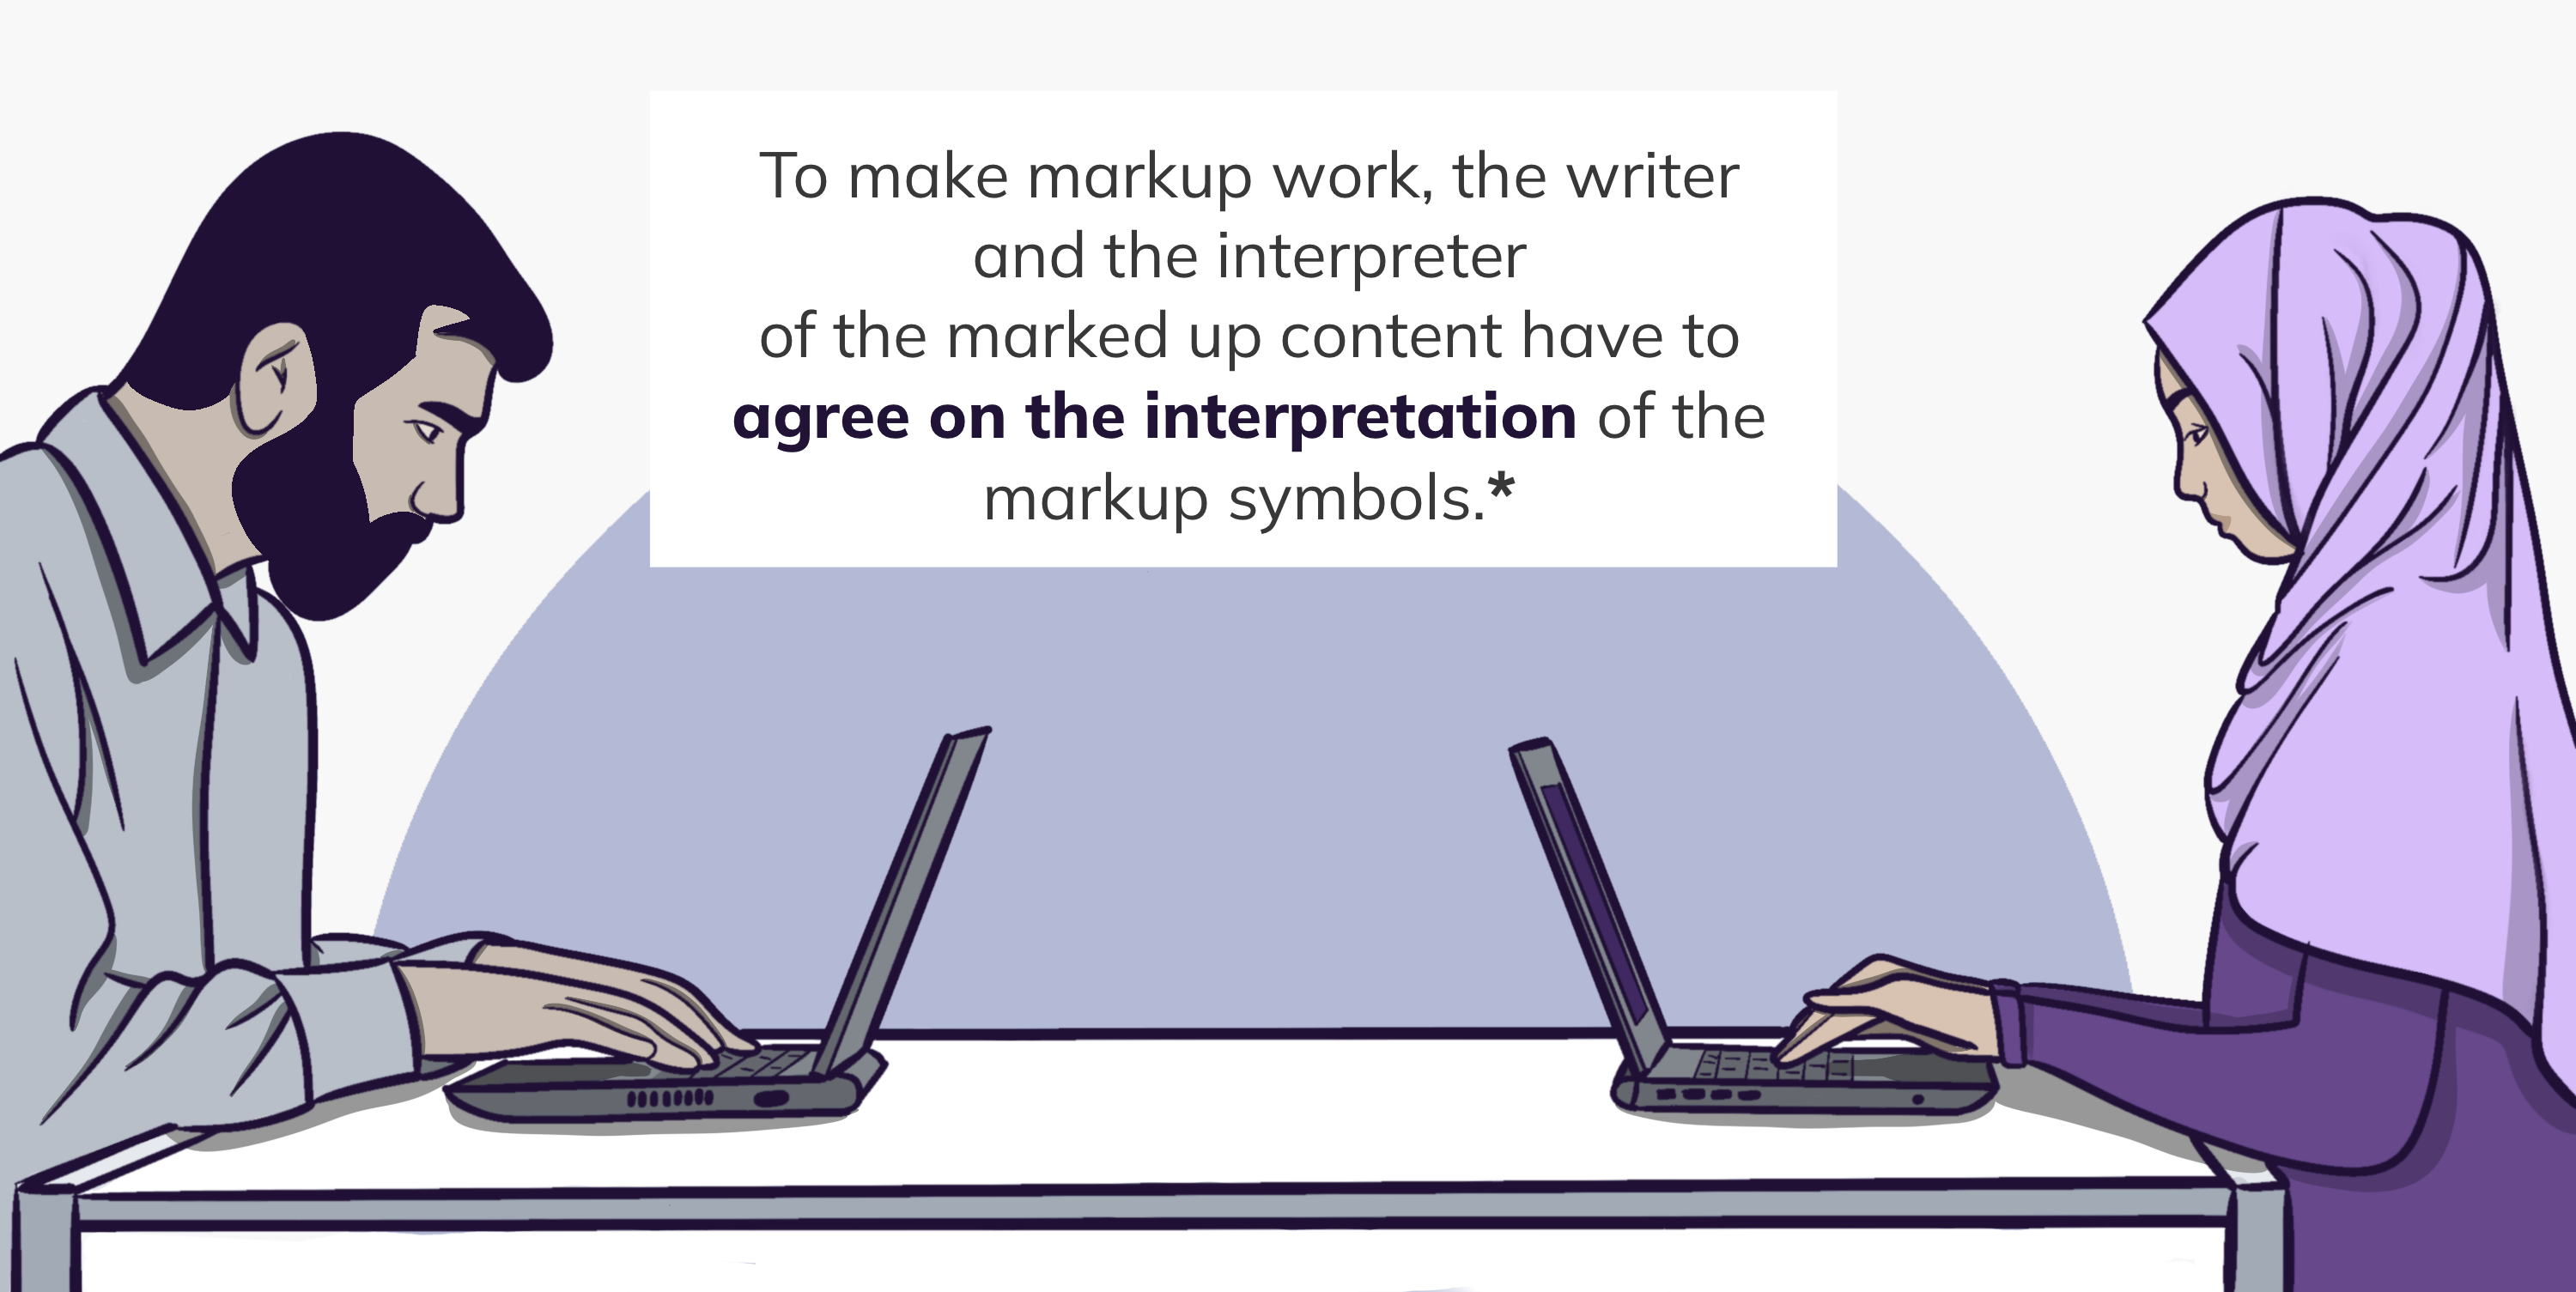 To make markup work, the writer
and the interpreter
of the marked up content have to
agree on the interpretation of the
markup symbols.*